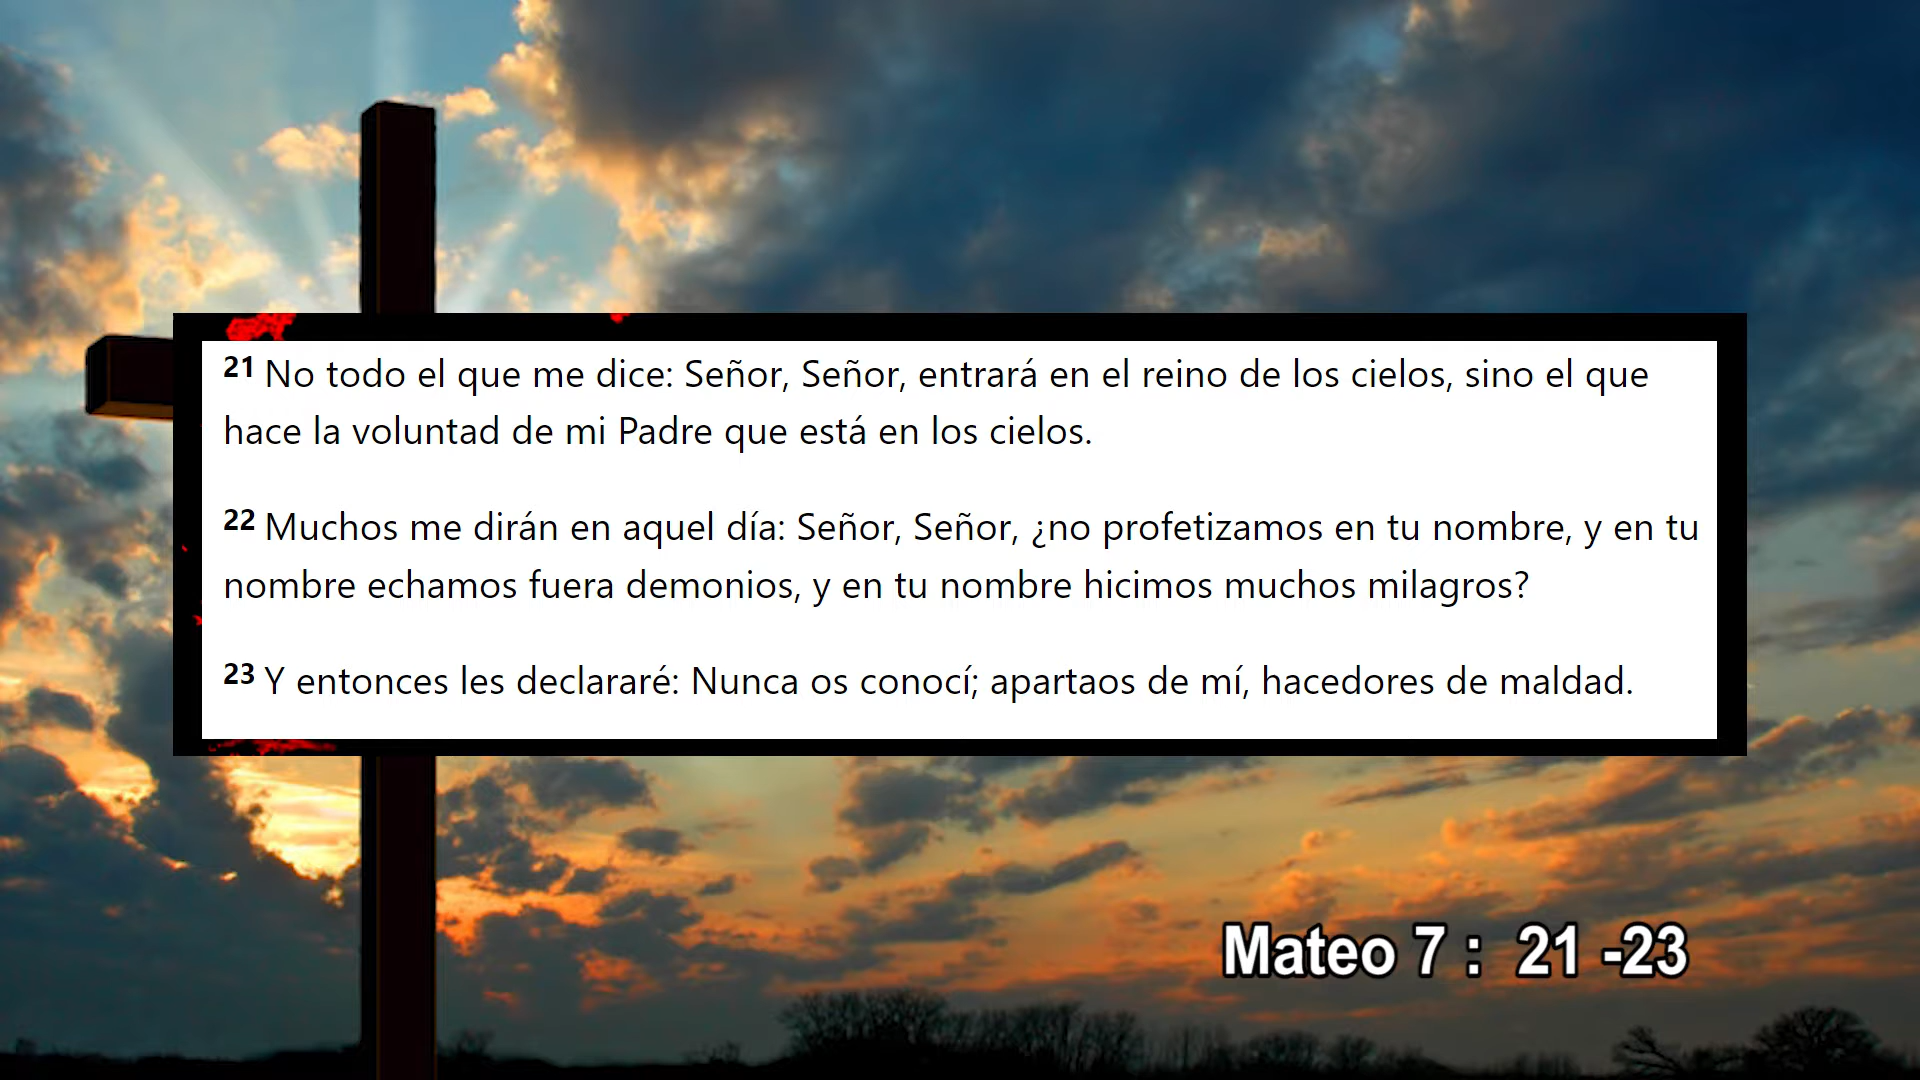 21 No todo el que me dice: Señor, Señor, entrará en el reino de los cielos, sino el que
hace la voluntad de mi Padre que está en los cielos.
22 Muchos me dirán en aquel día: Señor, Señor, ¿no profetizamos en tu nombre, y en tu
nombre echamos fuera demonios, y en tu nombre hicimos muchos milagros?
23 Y entonces les declararé: Nunca os conocí; apartaos de mí, hacedores de maldad.
Mateo 7 : 21 -23